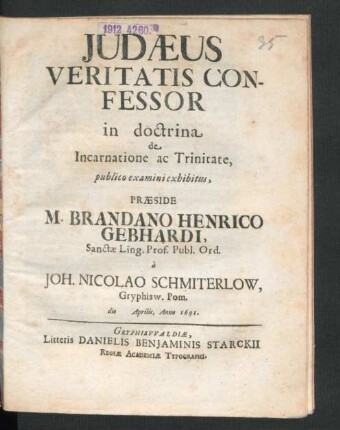 1912 4260.
35
JUDÆUS
VERITATIS CON-
FESSOR
in doctrina
de
Incarnatione ac Trinitate,
publico examini exhibitus,
PRÆSIDE
M. BRANDANO HENRICO
GEBHARDI,
Sanctæ Ling. Prof. Publ. Ord.
à
JOH. NICOLAO SCHMITERLOW,
Gryphisw. Pom.
die Aprilis, Anno 1691.
GRYPHISWALDIÆ,
Litteris DANIELIS BENJAMINIS STARCKII
REGIÆ ACADEMIÆ TYPOGRAPHI.